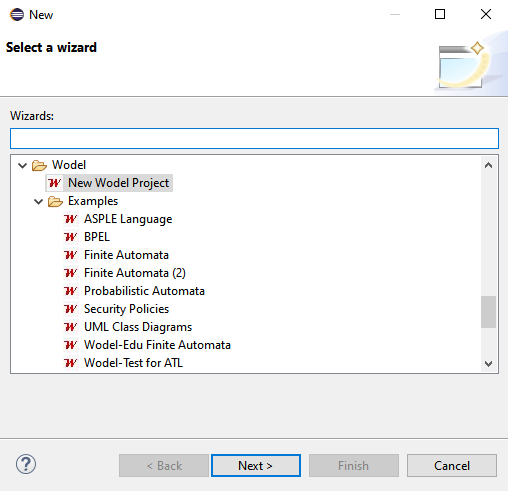 New
Select a wizard
Wizards:
Wodel
New Wodel Project
Examples
ASPLE Language
BPEL
Finite Automata
Finite Automata (2)
Probabilistic Automata
Security Policies
UML Class Diagrams
Wodel-Edu Finite Automata
Wodel-Test for ATL
< Back Next > Finish Cancel